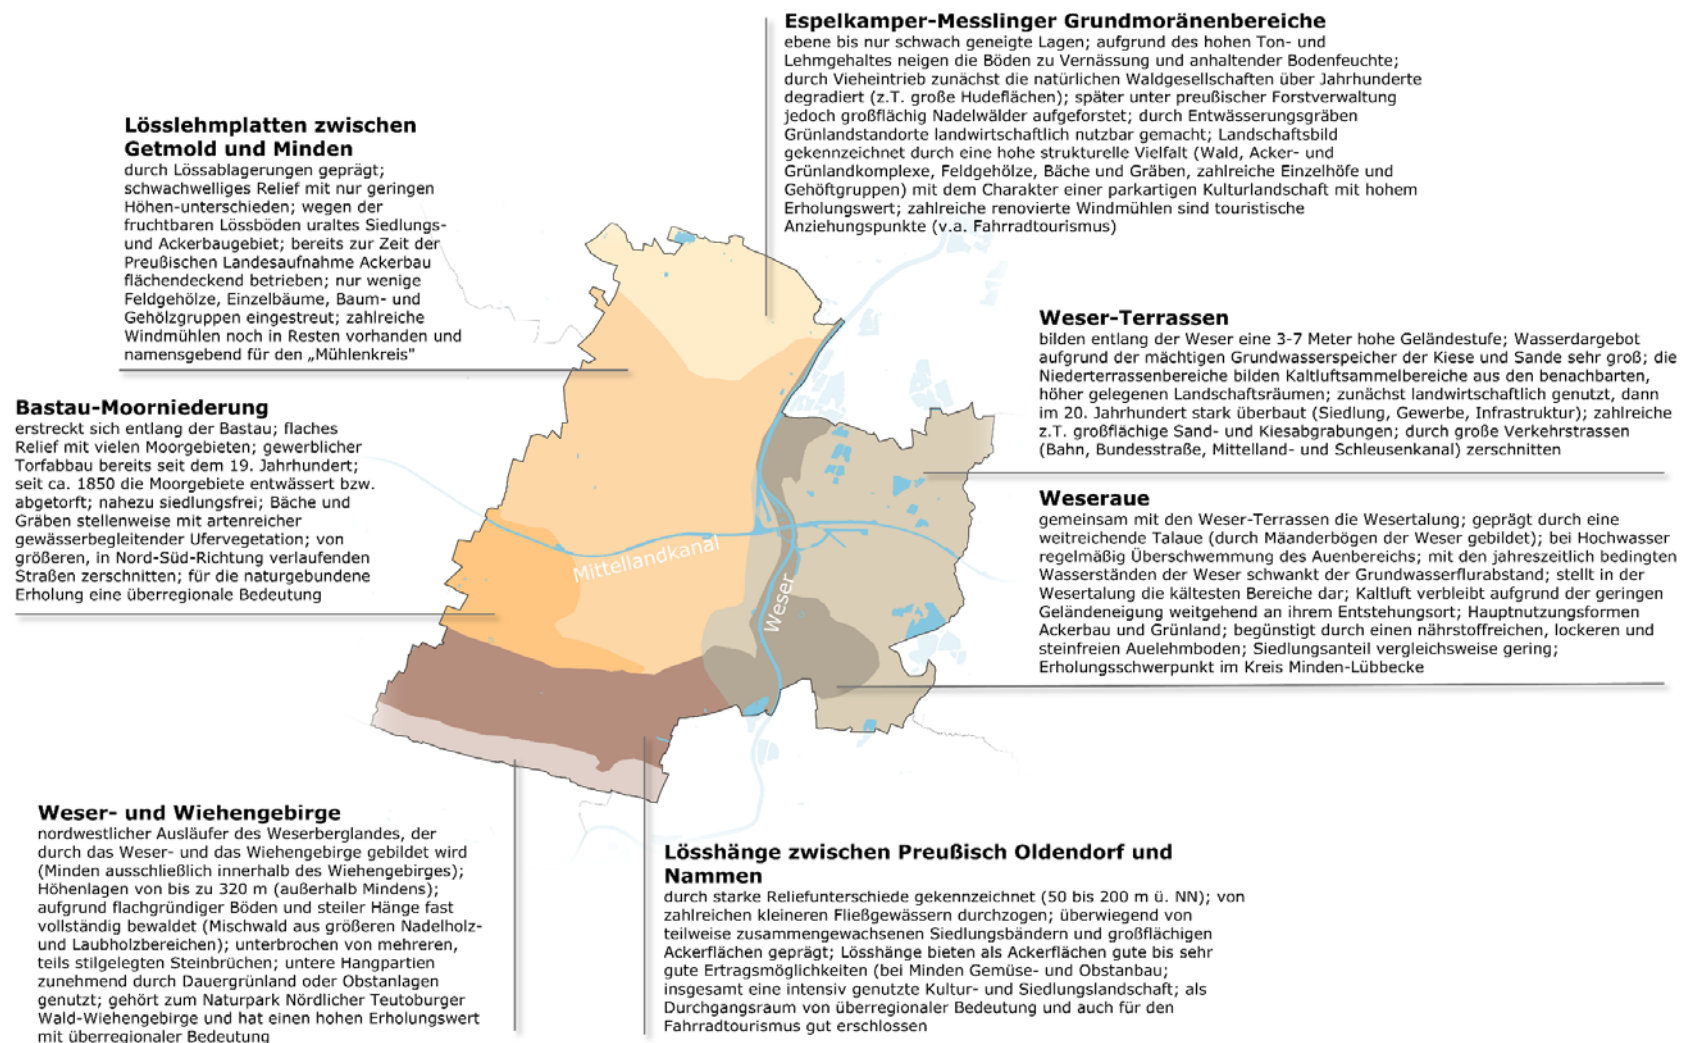 Espelkamper-Messlinger Grundmoränenbereiche
ebene bis nur schwach geneigte Lagen; aufgrund des hohen Ton- und
Lehmgehaltes neigen die Böden zu Vernässung und anhaltender Bodenfeuchte;
durch Vieheintrieb zunächst die natürlichen Waldgesellschaften über Jahrhunderte
degradiert (z.T. große Hudeflächen); später unter preußischer Forstverwaltung
jedoch großflächig Nadelwälder aufgeforstet; durch Entwässerungsgräben
Grünlandstandorte landwirtschaftlich nutzbar gemacht; Landschaftsbild
gekennzeichnet durch eine hohe strukturelle Vielfalt (Wald, Acker- und
Grünlandkomplexe, Feldgehölze, Bäche und Gräben, zahlreiche Einzelhöfe und
Gehöftgruppen) mit dem Charakter einer parkartigen Kulturlandschaft mit hohem
Erholungswert; zahlreiche renovierte Windmühlen sind touristische
Anziehungspunkte (v.a. Fahrradtourismus)
Lösslehmplatten zwischen
Getmold und Minden
durch Lössablagerungen geprägt;
schwachwelliges Relief mit nur geringen
Höhen-unterschieden; wegen der
fruchtbaren Lössböden uraltes Siedlungs-
und Ackerbaugebiet; bereits zur Zeit der
Preußischen Landesaufnahme Ackerbau
flächendeckend betrieben; nur wenige
Feldgehölze, Einzelbäume, Baum- und
Gehölzgruppen eingestreut; zahlreiche
Windmühlen noch in Resten vorhanden und
namensgebend für den „Mühlenkreis"
Weser-Terrassen
bilden entlang der Weser eine 3-7 Meter hohe Geländestufe; Wasserdargebot
aufgrund der mächtigen Grundwasserspeicher der Kiese und Sande sehr groß; die
Niederterrassenbereiche bilden Kaltluftsammelbereiche aus den benachbarten,
höher gelegenen Landschaftsräumen; zunächst landwirtschaftlich genutzt, dann
im 20. Jahrhundert stark überbaut (Siedlung, Gewerbe, Infrastruktur); zahlreiche
z.T. großflächige Sand- und Kiesabgrabungen; durch große Verkehrstrassen
(Bahn, Bundesstraße, Mittelland- und Schleusenkanal) zerschnitten
Bastau-Moorniederung
erstreckt sich entlang der Bastau; flaches
Relief mit vielen Moorgebieten; gewerblicher
Torfabbau bereits seit dem 19. Jahrhundert;
seit ca. 1850 die Moorgebiete entwässert bzw.
abgetorft; nahezu siedlungsfrei; Bäche und
Gräben stellenweise mit artenreicher
gewässerbegleitender Ufervegetation; von
größeren, in Nord-Süd-Richtung verlaufenden
Straßen zerschnitten; für die naturgebundene
Erholung eine überregionale Bedeutung
Weseraue
gemeinsam mit den Weser-Terrassen die Wesertalung; geprägt durch eine
weitreichende Talaue (durch Mäanderbögen der Weser gebildet); bei Hochwasser
regelmäßig Überschwemmung des Auenbereichs; mit den jahreszeitlich bedingten
Wasserständen der Weser schwankt der Grundwasserflurabstand; stellt in der
Wesertalung die kältesten Bereiche dar; Kaltluft verbleibt aufgrund der geringen
Geländeneigung weitgehend an ihrem Entstehungsort; Hauptnutzungsformen
Ackerbau und Grünland; begünstigt durch einen nährstoffreichen, lockeren und
steinfreien Auelehmboden; Siedlungsanteil vergleichsweise gering;
Erholungsschwerpunkt im Kreis Minden-Lübbecke
Mittellandkanal
Weser
Weser- und Wiehengebirge
nordwestlicher Ausläufer des Weserberglandes, der
durch das Weser- und das Wiehengebirge gebildet wird
(Minden ausschließlich innerhalb des Wiehengebirges);
Höhenlagen von bis zu 320 m (außerhalb Mindens);
aufgrund flachgründiger Böden und steiler Hänge fast
vollständig bewaldet (Mischwald aus größeren Nadelholz-
und Laubholzbereichen); unterbrochen von mehreren,
teils stilgelegten Steinbrüchen; untere Hangpartien
zunehmend durch Dauergrünland oder Obstanlagen
genutzt; gehört zum Naturpark Nördlicher Teutoburger
Wald-Wiehengebirge und hat einen hohen Erholungswert
mit überregionaler Bedeutung
Lösshänge zwischen Preußisch Oldendorf und
Nammen
durch starke Reliefunterschiede gekennzeichnet (50 bis 200 m ü. NN); von
zahlreichen kleineren Fließgewässern durchzogen; überwiegend von
teilweise zusammengewachsenen Siedlungsbändern und großflächigen
Ackerflächen geprägt; Lösshänge bieten als Ackerflächen gute bis sehr
gute Ertragsmöglichkeiten (bei Minden Gemüse- und Obstanbau;
insgesamt eine intensiv genutzte Kultur- und Siedlungslandschaft; als
Durchgangsraum von überregionaler Bedeutung und auch für den
Fahrradtourismus gut erschlossen